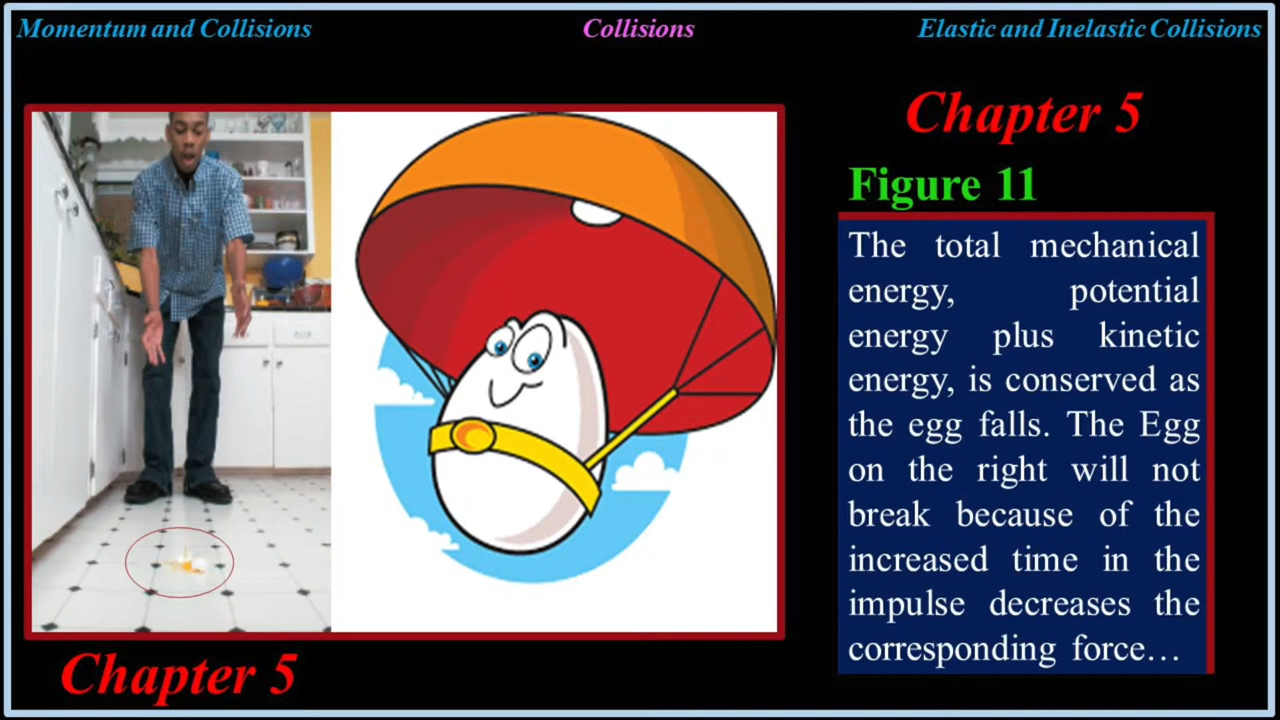 Momentum and Collisions
Collisions
Elastic and Inelastic Collisions
Chapter 5
Figure 11
The total mechanical
energy, potential
energy plus kinetic
energy, is conserved as
the egg falls. The Egg
on the right will not
break because of the
increased time in the
impulse decreases the
corresponding force…
Chapter 5